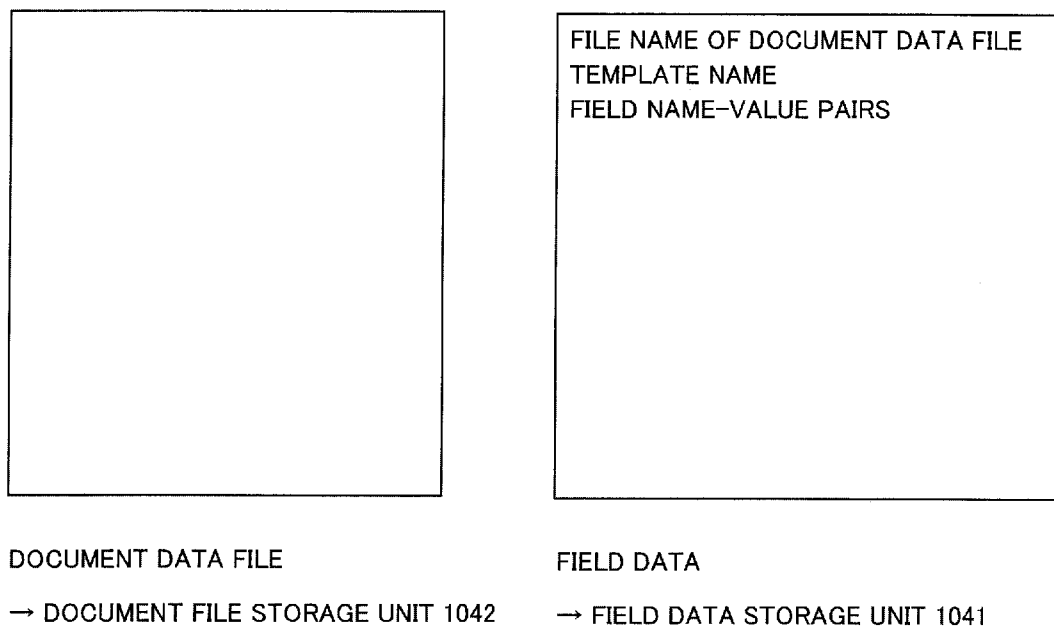 FILE NAME OF DOCUMENT DATA FILE
TEMPLATE NAME
FIELD NAME-VALUE PAIRS
DOCUMENT DATA FILE
→ DOCUMENT FILE STORAGE UNIT 1042
FIELD DATA
→ FIELD DATA STORAGE UNIT 1041